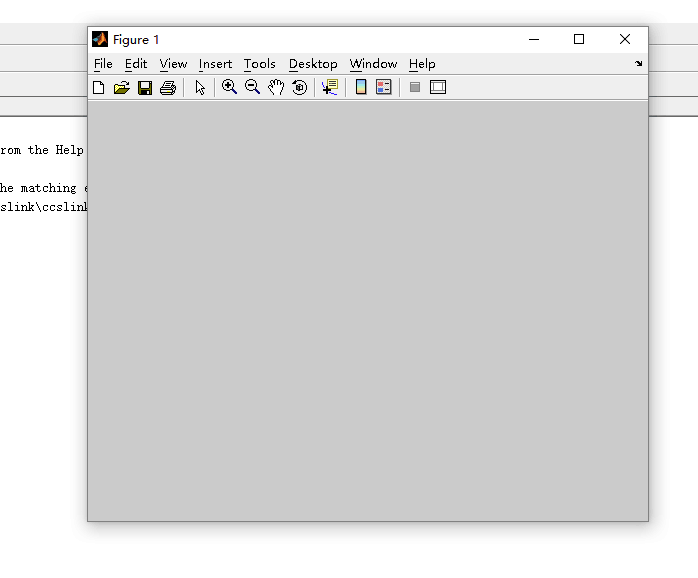 Figure 1
File Edit View Insert Tools Desktop Window Help
rom the Help
he matching e
slink\ccslink